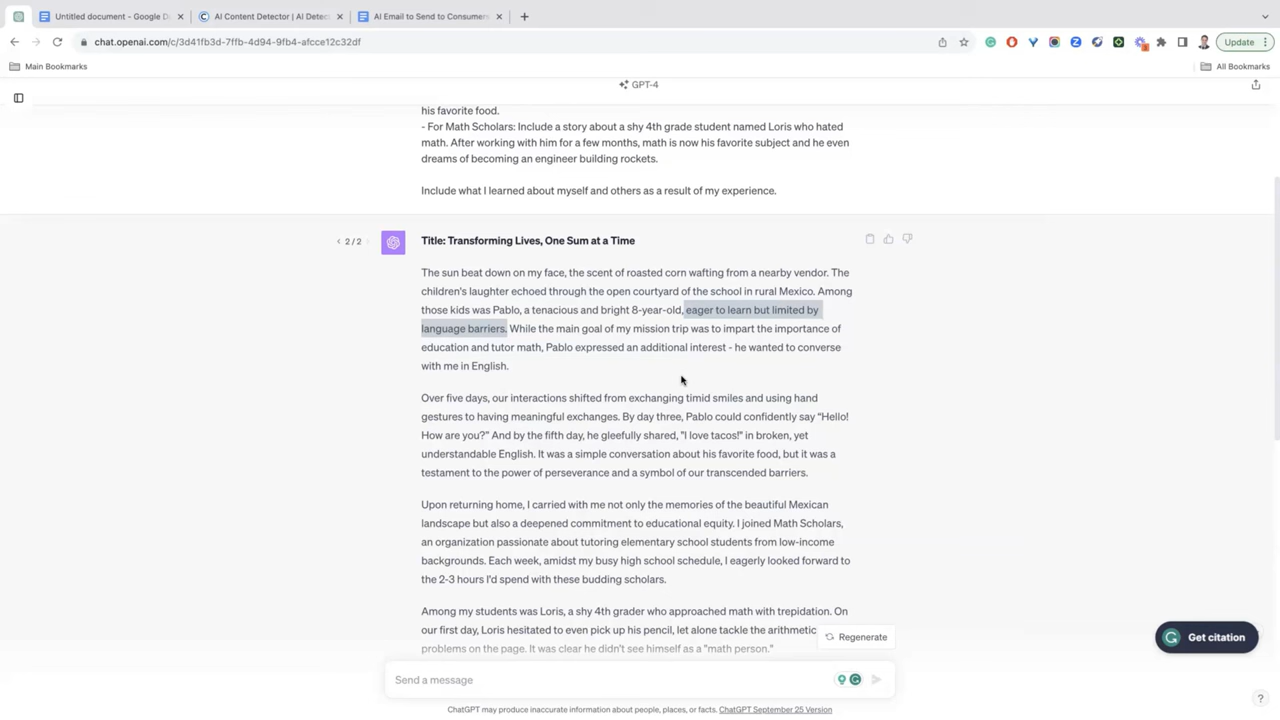 Untitled document - Google D
AI Content Detector | AI Detec
AI Email to Send to Consumers
chat.openai.com/c/3d41fb3d-7ffb-4d94-9fb4-afcce12c32df
Update
Main Bookmarks
All Bookmarks
GPT-4
his favorite food.
- For Math Scholars: Include a story about a shy 4th grade student named Loris who hated
math. After working with him for a few months, math is now his favorite subject and he even
dreams of becoming an engineer building rockets.
Include what I learned about myself and others as a result of my experience.
2 / 2
Title: Transforming Lives, One Sum at a Time
The sun beat down on my face, the scent of roasted corn wafting from a nearby vendor. The
children's laughter echoed through the open courtyard of the school in rural Mexico. Among
those kids was Pablo, a tenacious and bright 8-year-old, eager to learn but limited by
language barriers. While the main goal of my mission trip was to impart the importance of
education and tutor math, Pablo expressed an additional interest - he wanted to converse
with me in English.
Over five days, our interactions shifted from exchanging timid smiles and using hand
gestures to having meaningful exchanges. By day three, Pablo could confidently say “Hello!
How are you?” And by the fifth day, he gleefully shared, "I love tacos!" in broken, yet
understandable English. It was a simple conversation about his favorite food, but it was a
testament to the power of perseverance and a symbol of our transcended barriers.
Upon returning home, I carried with me not only the memories of the beautiful Mexican
landscape but also a deepened commitment to educational equity. I joined Math Scholars,
an organization passionate about tutoring elementary school students from low-income
backgrounds. Each week, amidst my busy high school schedule, I eagerly looked forward to
the 2-3 hours I'd spend with these budding scholars.
Among my students was Loris, a shy 4th grader who approached math with trepidation. On
our first day, Loris hesitated to even pick up his pencil, let alone tackle the arithmetic
problems on the page. It was clear he didn't see himself as a "math person."
Regenerate
Get citation
Send a message
ChatGPT may produce inaccurate information about people, places, or facts. ChatGPT September 25 Version
?